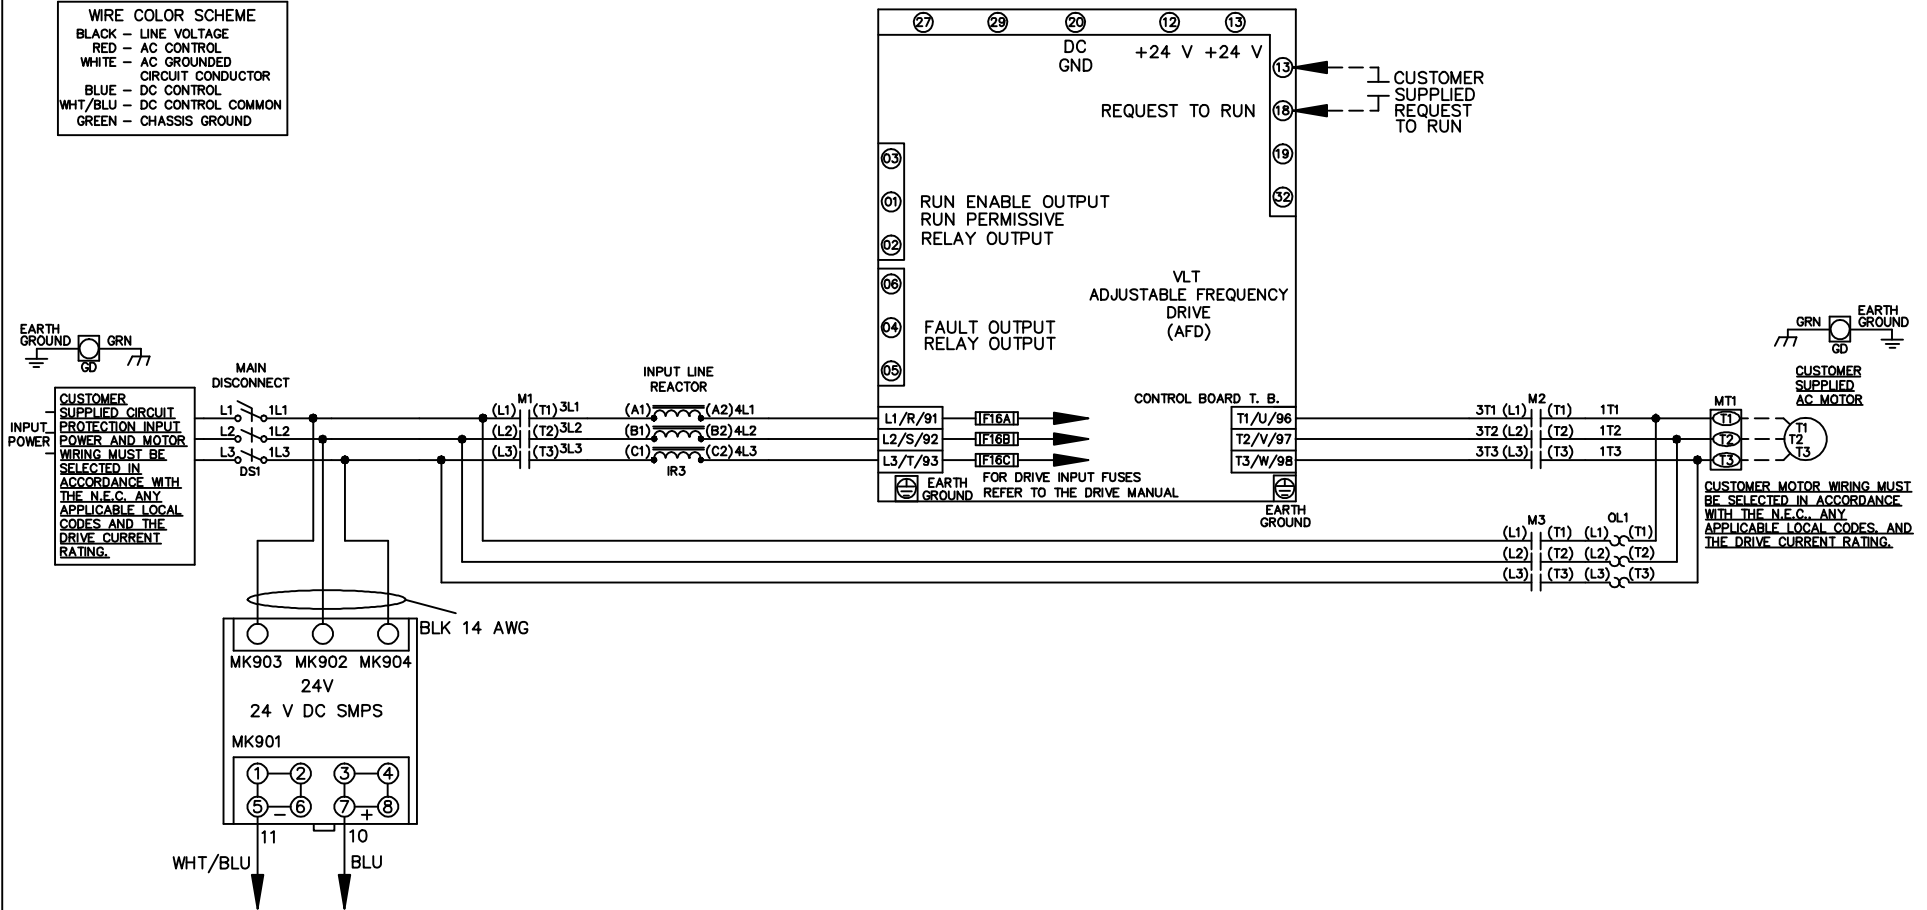 WIRE COLOR SCHEME
BLACK – LINE VOLTAGE
RED – AC CONTROL
WHITE – AC GROUNDED
CIRCUIT CONDUCTOR
BLUE – DC CONTROL
WHT/BLU – DC CONTROL COMMON
GREEN – CHASSIS GROUND
27 29 20 12 13
DC
GND
+24 V +24 V
13
18
19
32
REQUEST TO RUN
CUSTOMER
SUPPLIED
REQUEST
TO RUN
03
01
02
RUN ENABLE OUTPUT
RUN PERMISSIVE
RELAY OUTPUT
06
04
05
FAULT OUTPUT
RELAY OUTPUT
VLT
ADJUSTABLE FREQUENCY
DRIVE
(AFD)
CONTROL BOARD T. B.
EARTH
GROUND
GRN
GD
INPUT
POWER
CUSTOMER
SUPPLIED CIRCUIT
PROTECTION INPUT
POWER AND MOTOR
WIRING MUST BE
SELECTED IN
ACCORDANCE WITH
THE N.E.C. ANY
APPLICABLE LOCAL
CODES AND THE
DRIVE CURRENT
RATING.
MAIN
DISCONNECT
L1 1L1
L2 1L2
L3 1L3
DS1
M1
(L1) (T1) 3L1
(L2) (T2) 3L2
(L3) (T3) 3L3
INPUT LINE
REACTOR
(A1) (A2) 4L1
(B1) (B2) 4L2
(C1) (C2) 4L3
IR3
L1/R/91 F16A
L2/S/92 F16B
L3/T/93 F16C
EARTH
GROUND
FOR DRIVE INPUT FUSES
REFER TO THE DRIVE MANUAL
T1/U/96
T2/V/97
T3/W/98
EARTH
GROUND
M2
3T1 (L1) (T1) 1T1
3T2 (L2) (T2) 1T2
3T3 (L3) (T3) 1T3
MT1
T1
T2
T3
T1
T2
T3
GRN
EARTH
GROUND
GD
CUSTOMER
SUPPLIED
AC MOTOR
CUSTOMER MOTOR WIRING MUST
BE SELECTED IN ACCORDANCE
WITH THE N.E.C., ANY
APPLICABLE LOCAL CODES, AND
THE DRIVE CURRENT RATING.
M3 OL1
(L1) (T1) (L1) (T1)
(L2) (T2) (L2) (T2)
(L3) (T3) (L3) (T3)
BLK 14 AWG
MK903 MK902 MK904
24V
24 V DC SMPS
MK901
1 2 3 4
5 6 7 8
– +
11 10
WHT/BLU BLU